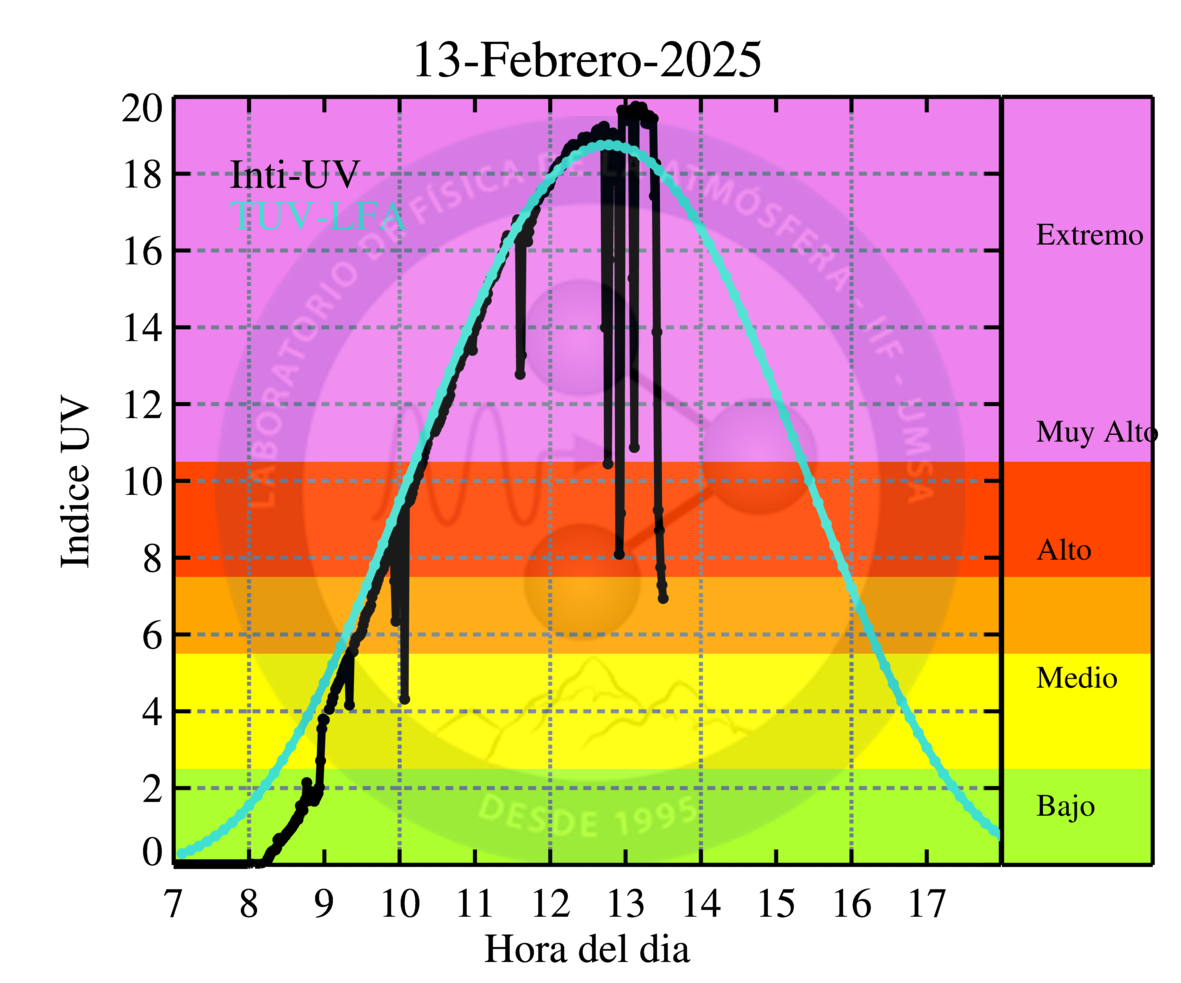 13-Febrero-2025
Inti-UV
TUV-LFA
LABORATORIO DE FÍSICA DE LA ATMÓSFERA - IIF - UMSA
DESDE 1995
Indice UV
20
18
16
14
12
10
8
6
4
2
0
Extremo
Muy Alto
Alto
Medio
Bajo
7 8 9 10 11 12 13 14 15 16 17
Hora del dia